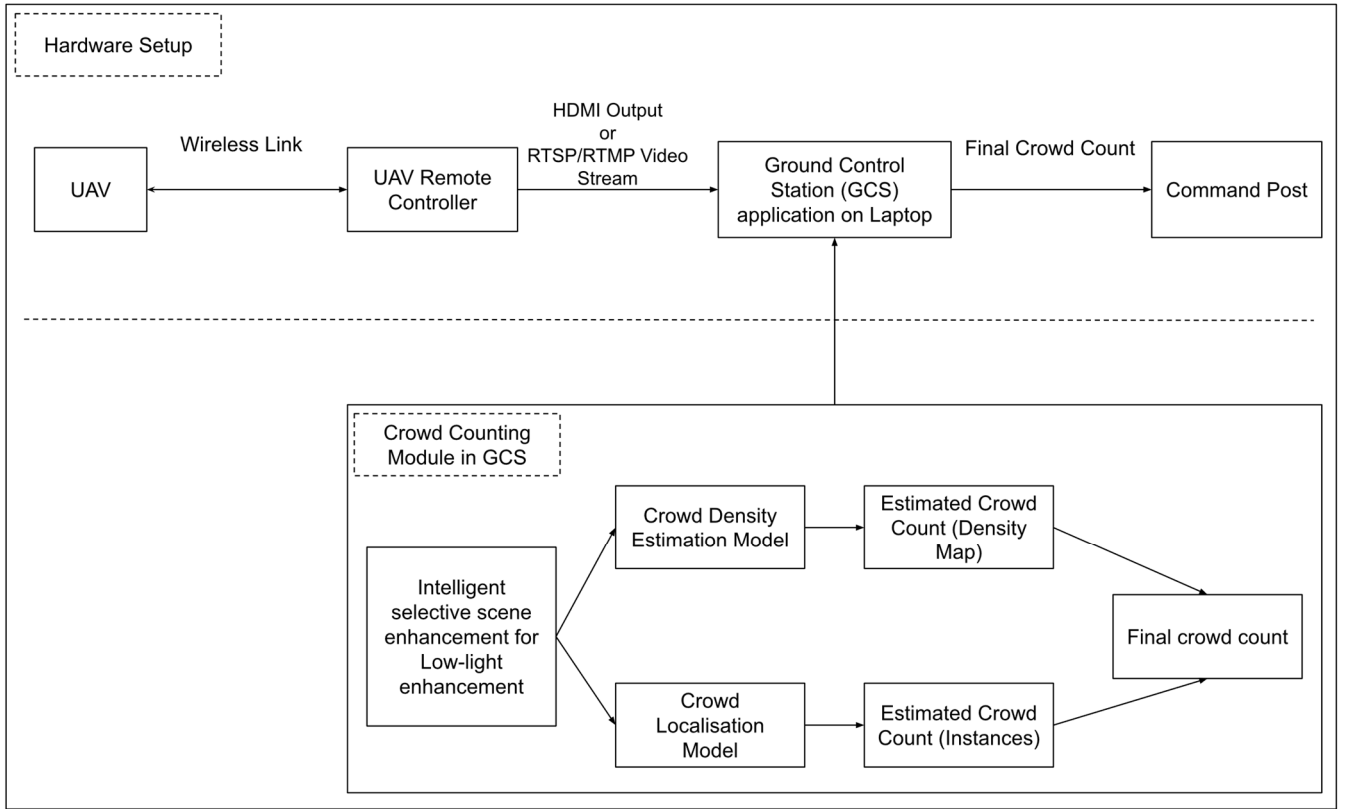 Hardware Setup
UAV
Wireless Link
UAV Remote
Controller
HDMI Output
or
RTSP/RTMP Video
Stream
Ground Control
Station (GCS)
application on Laptop
Final Crowd Count
Command Post
Crowd Counting
Module in GCS
Intelligent
selective scene
enhancement for
Low-light
enhancement
Crowd Density
Estimation Model
Estimated Crowd
Count (Density
Map)
Crowd
Localisation
Model
Estimated Crowd
Count (Instances)
Final crowd count